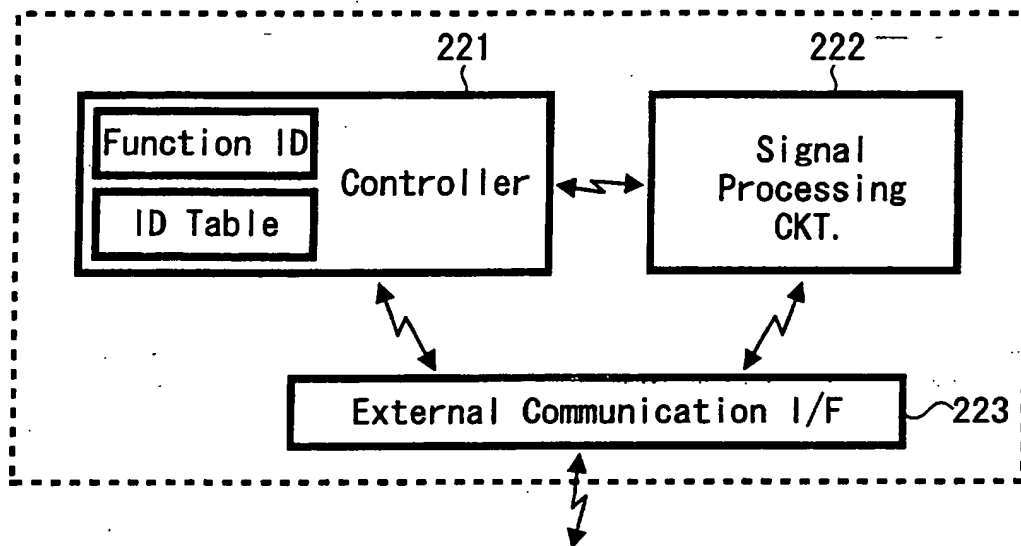 221
222
Function ID
ID Table
Controller
Signal
Processing
CKT.
External Communication I/F
223